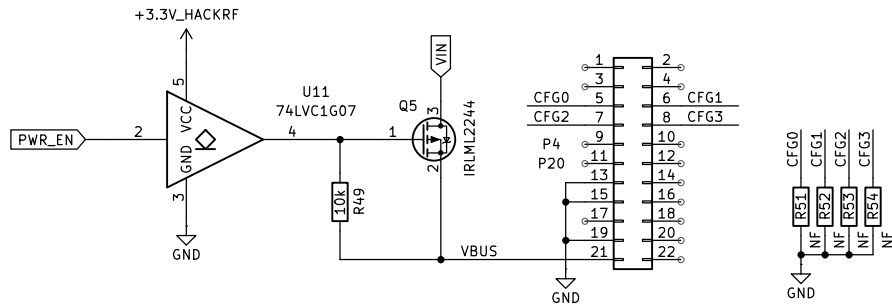 +3.3V_HACKRF
VIN
5
VCC
U11
74LVC1G07
Q5
3
IRLML2244
PWR_EN
2
4
1
GND
3
2
10k
R49
GND
VBUS
1
2
3
4
CFG0
5
6
CFG1
CFG2
7
8
CFG3
P4
9
10
P20
11
12
13
14
15
16
17
18
19
20
21
22
GND
CFG0
CFG1
CFG2
CFG3
R51
R52
R53
R54
NF
NF
NF
NF
GND